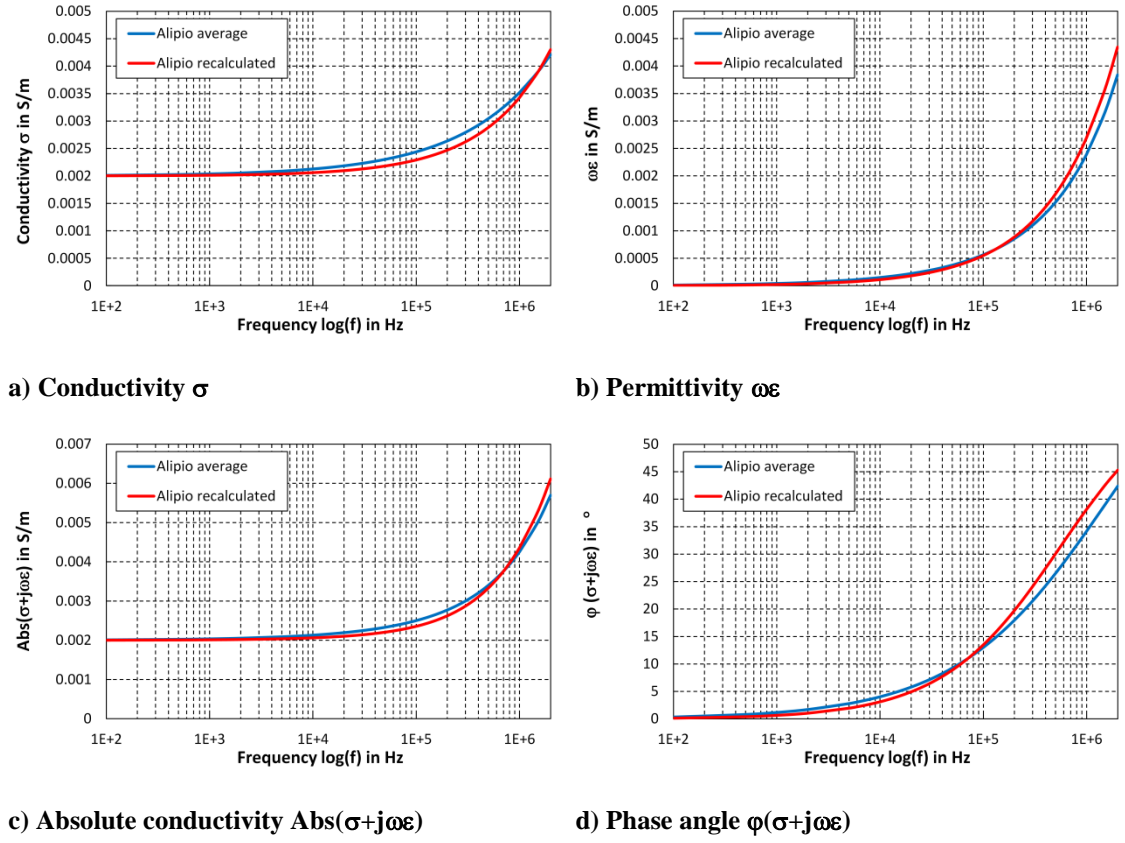 0.005
0.0045
0.004
0.0035
0.003
0.0025
0.002
0.0015
0.001
0.0005
0
Conductivity σ in S/m
Alipio average
Alipio recalculated
1E+2 1E+3 1E+4 1E+5 1E+6
Frequency log(f) in Hz
0.005
0.0045
0.004
0.0035
0.003
0.0025
0.002
0.0015
0.001
0.0005
0
ωε in S/m
Alipio average
Alipio recalculated
1E+2 1E+3 1E+4 1E+5 1E+6
Frequency log(f) in Hz
a) Conductivity σ
b) Permittivity ωε
0.007
0.006
0.005
0.004
0.003
0.002
0.001
0
Abs(σ+jωε) in S/m
Alipio average
Alipio recalculated
1E+2 1E+3 1E+4 1E+5 1E+6
Frequency log(f) in Hz
50
45
40
35
30
25
20
15
10
5
0
φ (σ+jωε) in °
Alipio average
Alipio recalculated
1E+2 1E+3 1E+4 1E+5 1E+6
Frequency log(f) in Hz
c) Absolute conductivity Abs(σ+jωε)
d) Phase angle φ(σ+jωε)